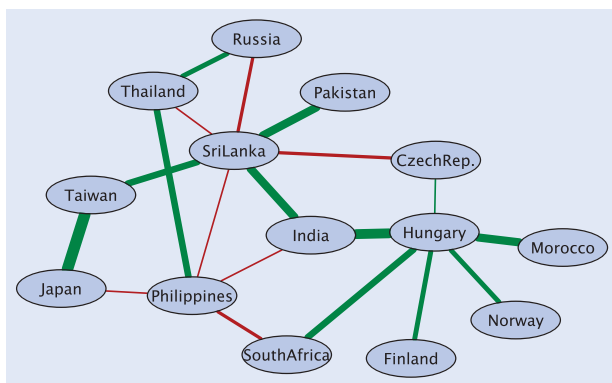 Russia
Thailand
Pakistan
SriLanka
CzechRep.
Taiwan
India
Hungary
Morocco
Japan
Philippines
Norway
SouthAfrica
Finland